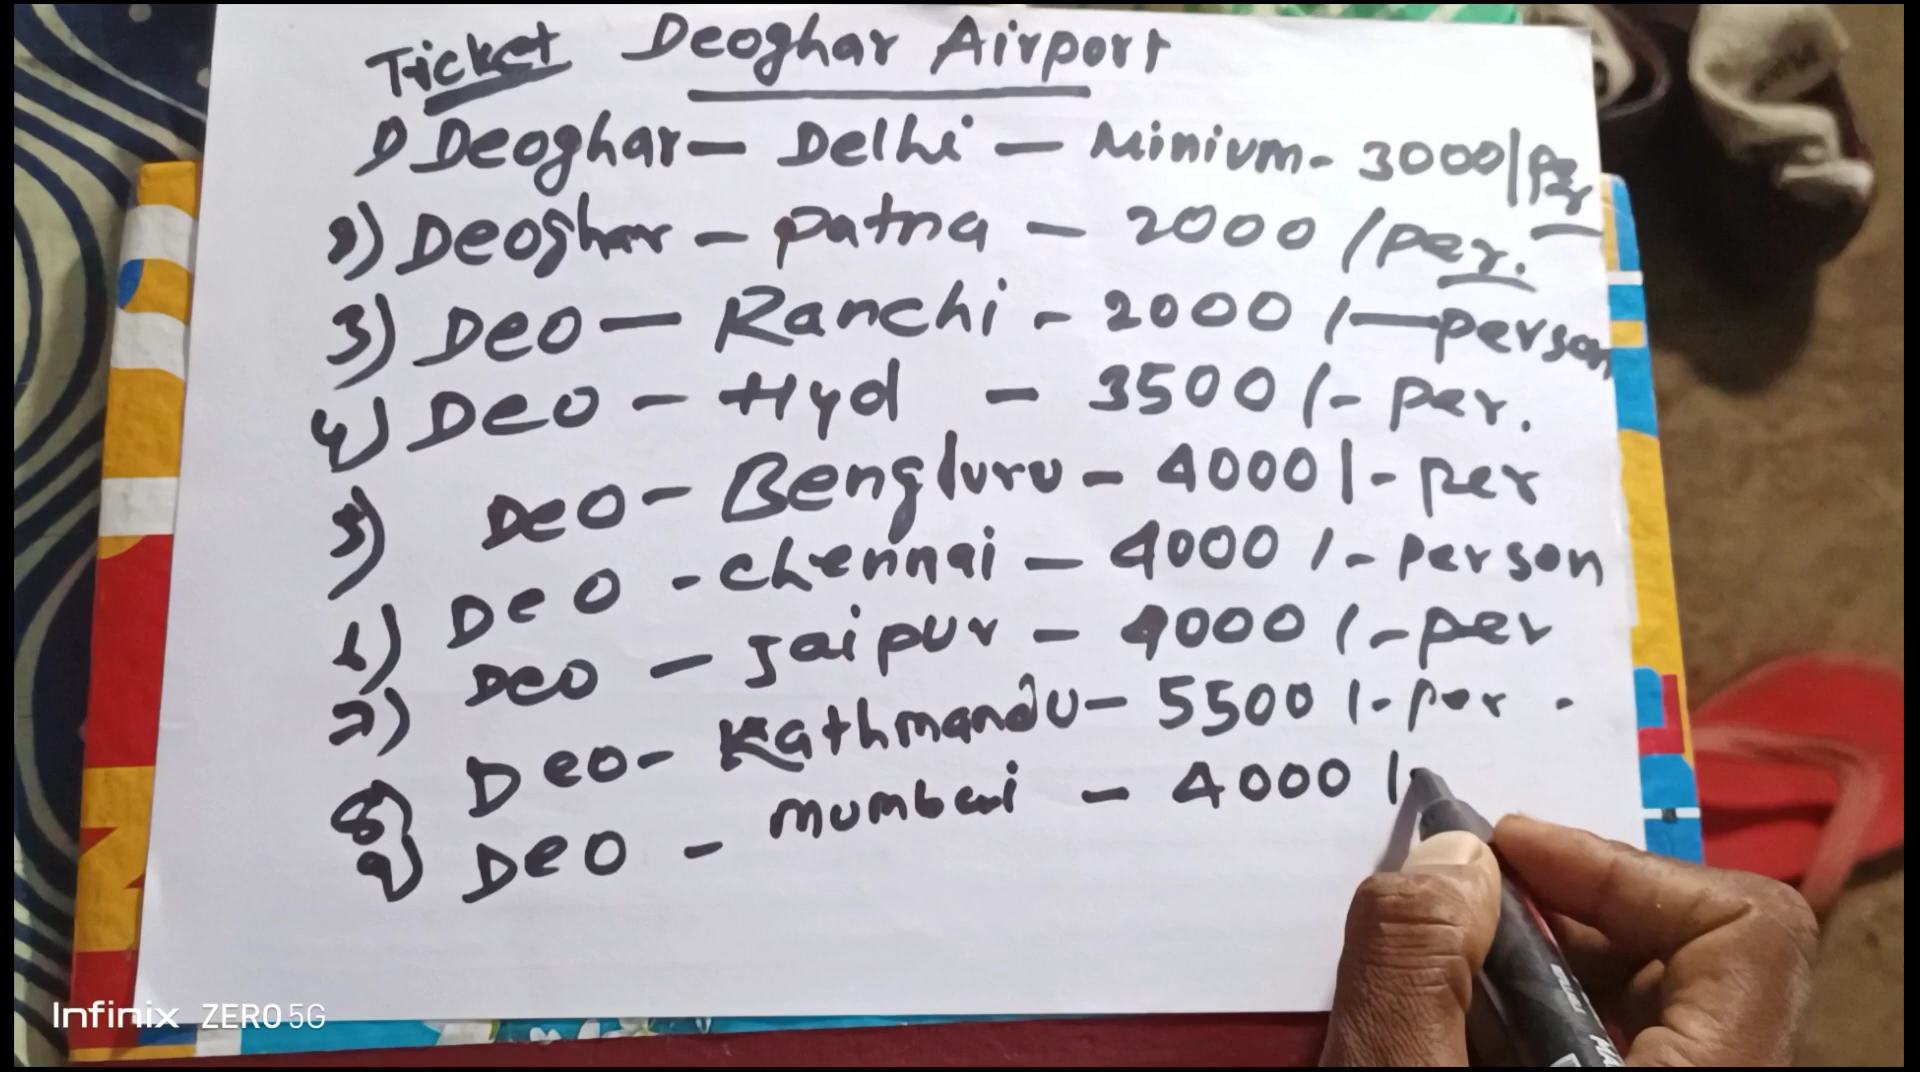 Ticket Deoghar Airport
1) Deoghar - Delhi - Minium - 3000/per
2) Deoghar - Patna - 2000/per.
3) Deo - Ranchi - 2000/- person
4) Deo - Hyd - 3500/- per.
5) Deo - Bengluru - 4000/- per
6) Deo - Chennai - 4000/- person
7) Deo - Jaipur - 4000/- per
8) Deo - Kathmandu - 5500/- per.
9) Deo - Mumbai - 4000/-
Infinix ZERO 5G